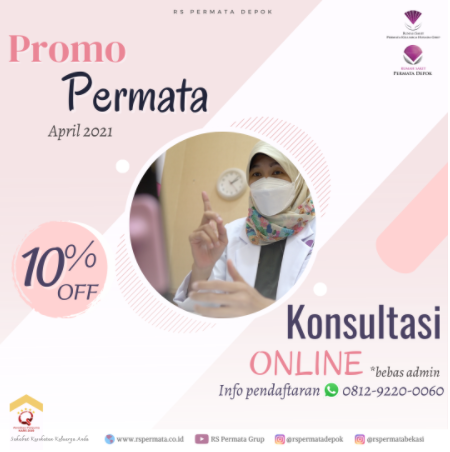 RS PERMATA DEPOK
PERMATA DEPOK
Promo
Permata
April 2021
10%
OFF
Konsultasi
ONLINE *bebas admin
Info pendaftaran 0812-9220-0060
Sahabat Kesehatan Keluarga Anda
www.rspermata.co.id RS Permata Grup @rspermatadepok @rspermatabekasi